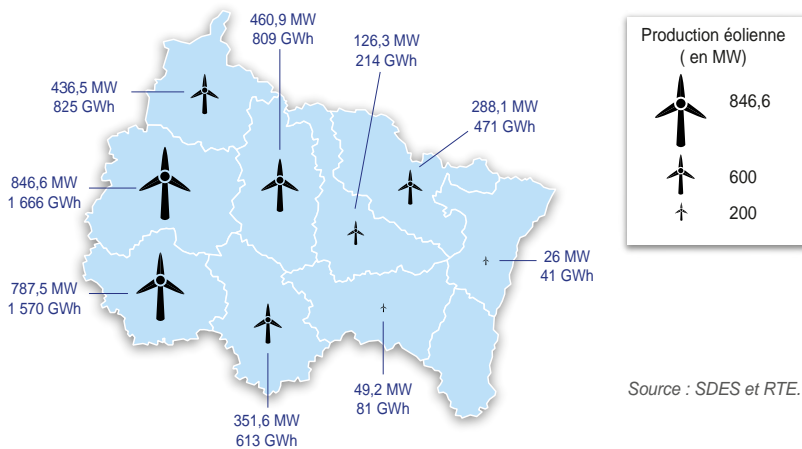 460,9 MW
809 GWh
126,3 MW
214 GWh
436,5 MW
825 GWh
288,1 MW
471 GWh
846,6 MW
1 666 GWh
26 MW
41 GWh
787,5 MW
1 570 GWh
49,2 MW
81 GWh
351,6 MW
613 GWh
Production éolienne
( en MW)
846,6
600
200
Source : SDES et RTE.